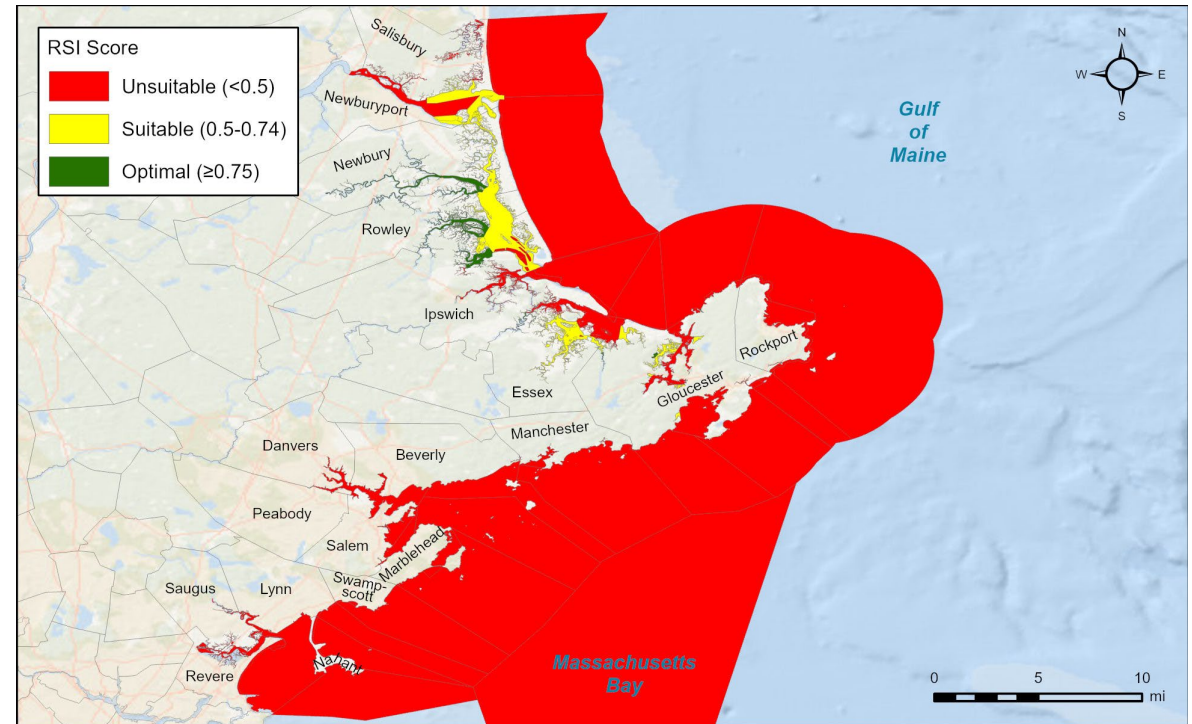 RSI Score
Unsuitable (<0.5)
Suitable (0.5-0.74)
Optimal (≥0.75)
N
W
E
S
Gulf
of
Maine
Salisbury
Newburyport
Newbury
Rowley
Ipswich
Essex
Gloucester
Rockport
Manchester
Danvers
Beverly
Peabody
Salem
Marblehead
Swamp-
scott
Saugus
Lynn
Nahant
Revere
Massachusetts
Bay
0
5
10
mi